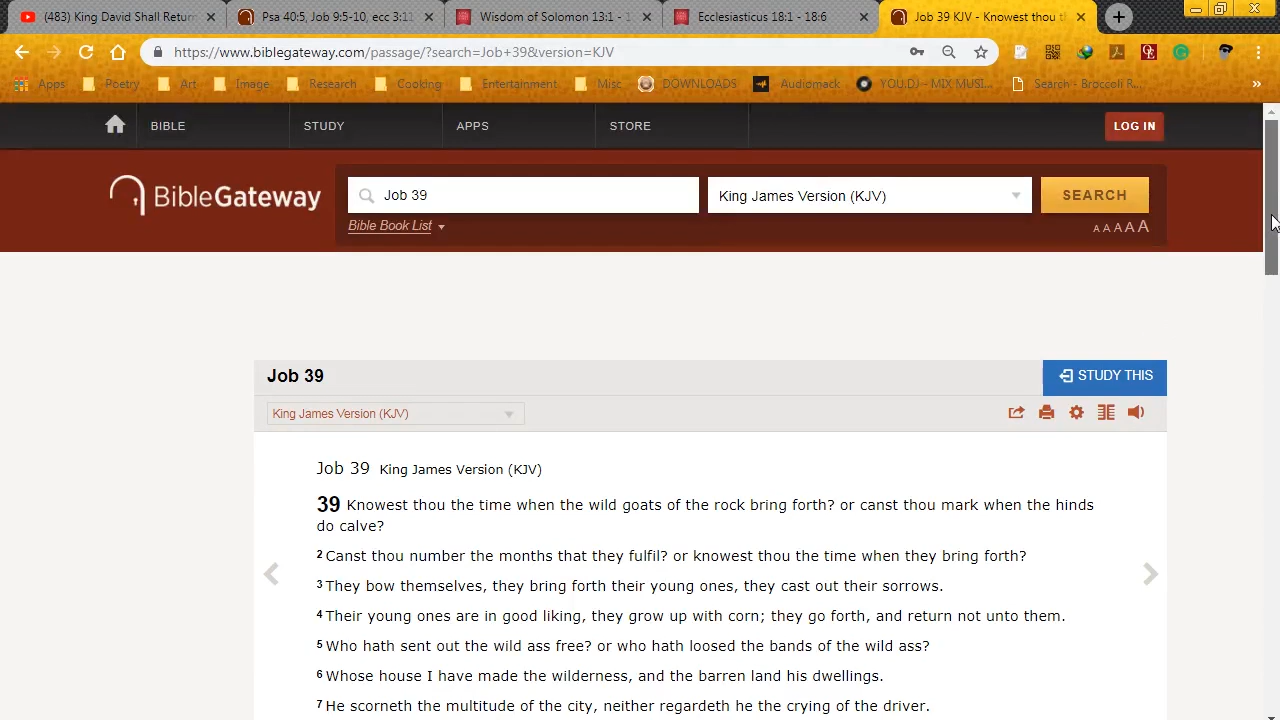 (483) King David Shall Return
Psa 40:5, Job 9:5-10, ecc 3:11
Wisdom of Solomon 13:1 - 1
Ecclesiasticus 18:1 - 18:6
Job 39 KJV - Knowest thou th
https://www.biblegateway.com/passage/?search=Job+39&version=KJV
Apps Poetry Art Image Research Cooking Entertainment Misc DOWNLOADS Audiomack YOU.DJ - MIX MUSI... Search - Broccoli R... »
BIBLE STUDY APPS STORE LOG IN
BibleGateway
Job 39
King James Version (KJV)
SEARCH
Bible Book List
A A A A A
Job 39
STUDY THIS
King James Version (KJV)
Job 39 King James Version (KJV)
39 Knowest thou the time when the wild goats of the rock bring forth? or canst thou mark when the hinds
do calve?
2 Canst thou number the months that they fulfil? or knowest thou the time when they bring forth?
3 They bow themselves, they bring forth their young ones, they cast out their sorrows.
4 Their young ones are in good liking, they grow up with corn; they go forth, and return not unto them.
5 Who hath sent out the wild ass free? or who hath loosed the bands of the wild ass?
6 Whose house I have made the wilderness, and the barren land his dwellings.
7 He scorneth the multitude of the city, neither regardeth he the crying of the driver.